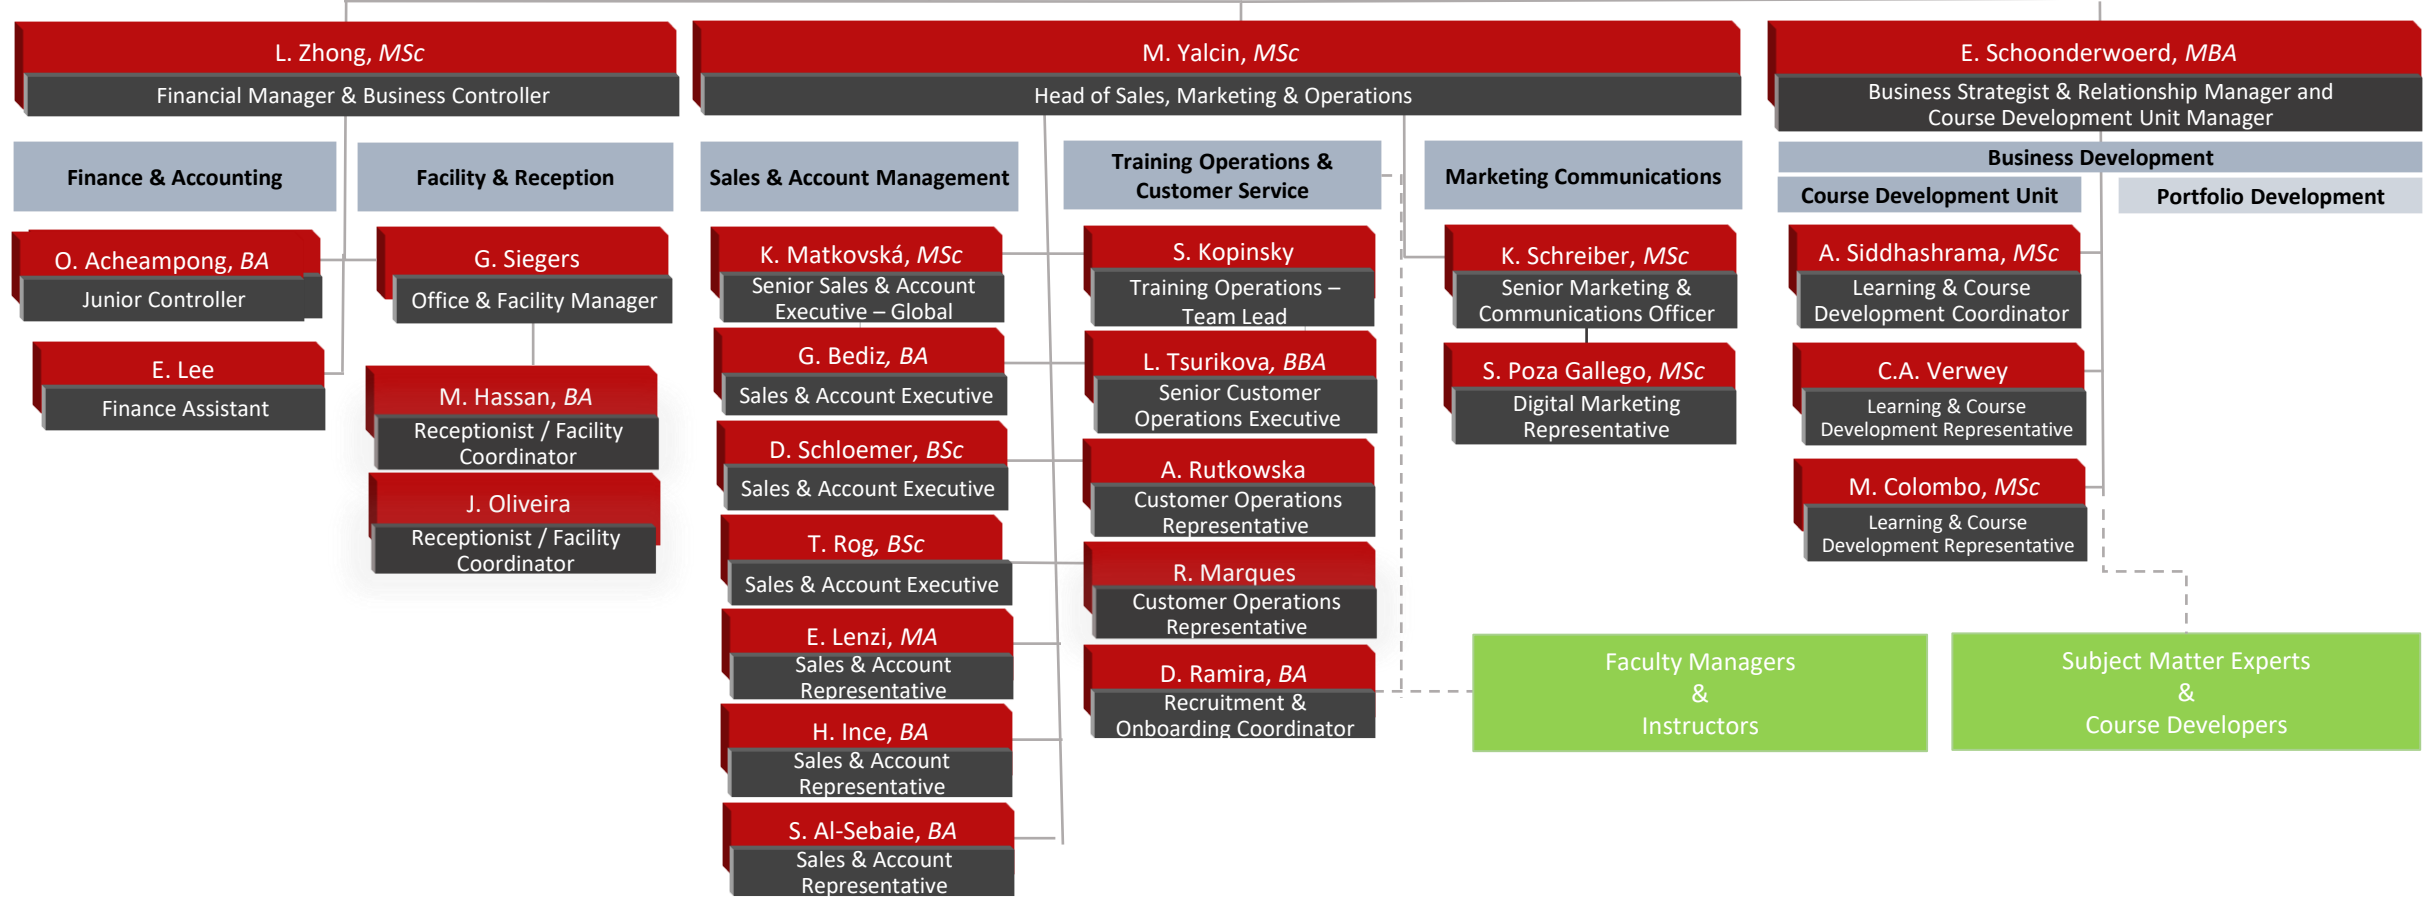 L. Zhong, MSc
Financial Manager & Business Controller
Finance & Accounting
O. Acheampong, BA
Junior Controller
E. Lee
Finance Assistant
Facility & Reception
G. Siegers
Office & Facility Manager
M. Hassan, BA
Receptionist / Facility
Coordinator
J. Oliveira
Receptionist / Facility
Coordinator
M. Yalcin, MSc
Head of Sales, Marketing & Operations
Sales & Account Management
K. Matkovská, MSc
Senior Sales & Account
Executive – Global
G. Bediz, BA
Sales & Account Executive
D. Schloemer, BSc
Sales & Account Executive
T. Rog, BSc
Sales & Account Executive
E. Lenzi, MA
Sales & Account
Representative
H. Ince, BA
Sales & Account
Representative
S. Al-Sebaie, BA
Sales & Account
Representative
Training Operations &
Customer Service
S. Kopinsky
Training Operations –
Team Lead
L. Tsurikova, BBA
Senior Customer
Operations Executive
A. Rutkowska
Customer Operations
Representative
R. Marques
Customer Operations
Representative
D. Ramira, BA
Recruitment &
Onboarding Coordinator
Marketing Communications
K. Schreiber, MSc
Senior Marketing &
Communications Officer
S. Poza Gallego, MSc
Digital Marketing
Representative
Faculty Managers
&
Instructors
E. Schoonderwoerd, MBA
Business Strategist & Relationship Manager and
Course Development Unit Manager
Business Development
Course Development Unit
Portfolio Development
A. Siddhashrama, MSc
Learning & Course
Development Coordinator
C.A. Verwey
Learning & Course
Development Representative
M. Colombo, MSc
Learning & Course
Development Representative
Subject Matter Experts
&
Course Developers